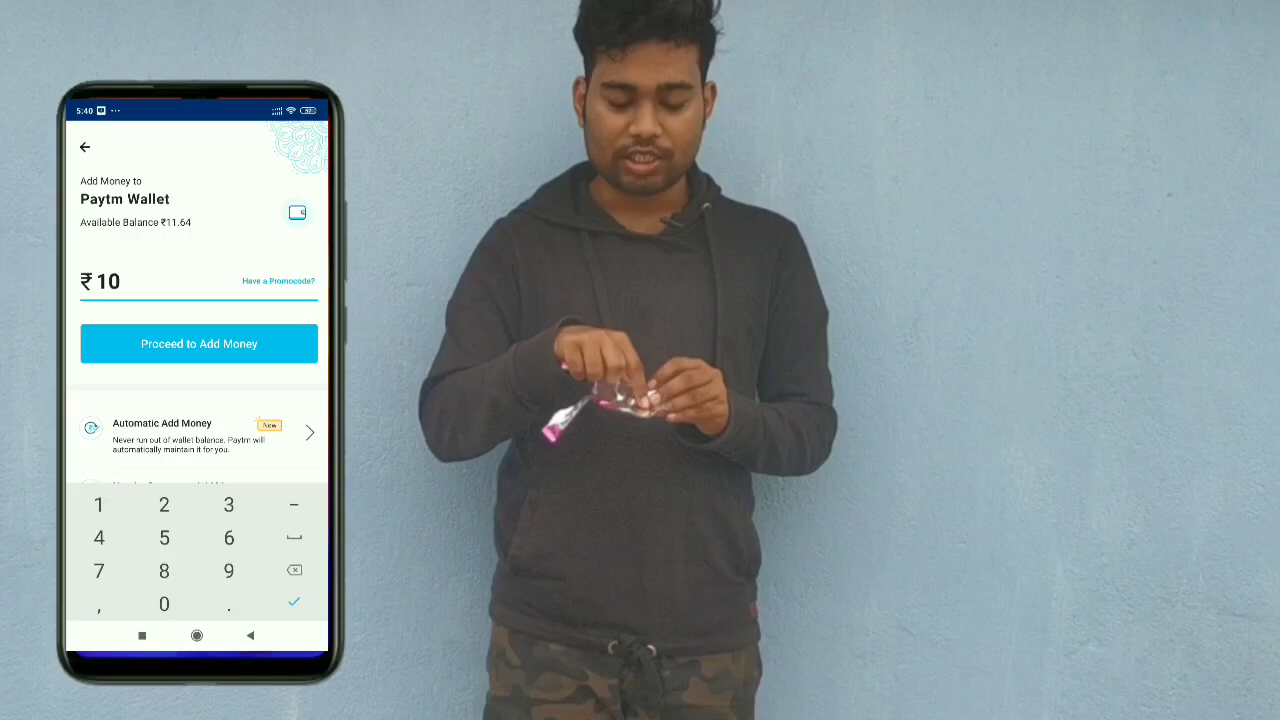 5:40
Add Money to
Paytm Wallet
Available Balance ₹11.64
₹ 10
Have a Promocode?
Proceed to Add Money
Automatic Add Money
New
Never run out of wallet balance. Paytm will
automatically maintain it for you.
1 2 3 -
4 5 6
7 8 9
, 0 .